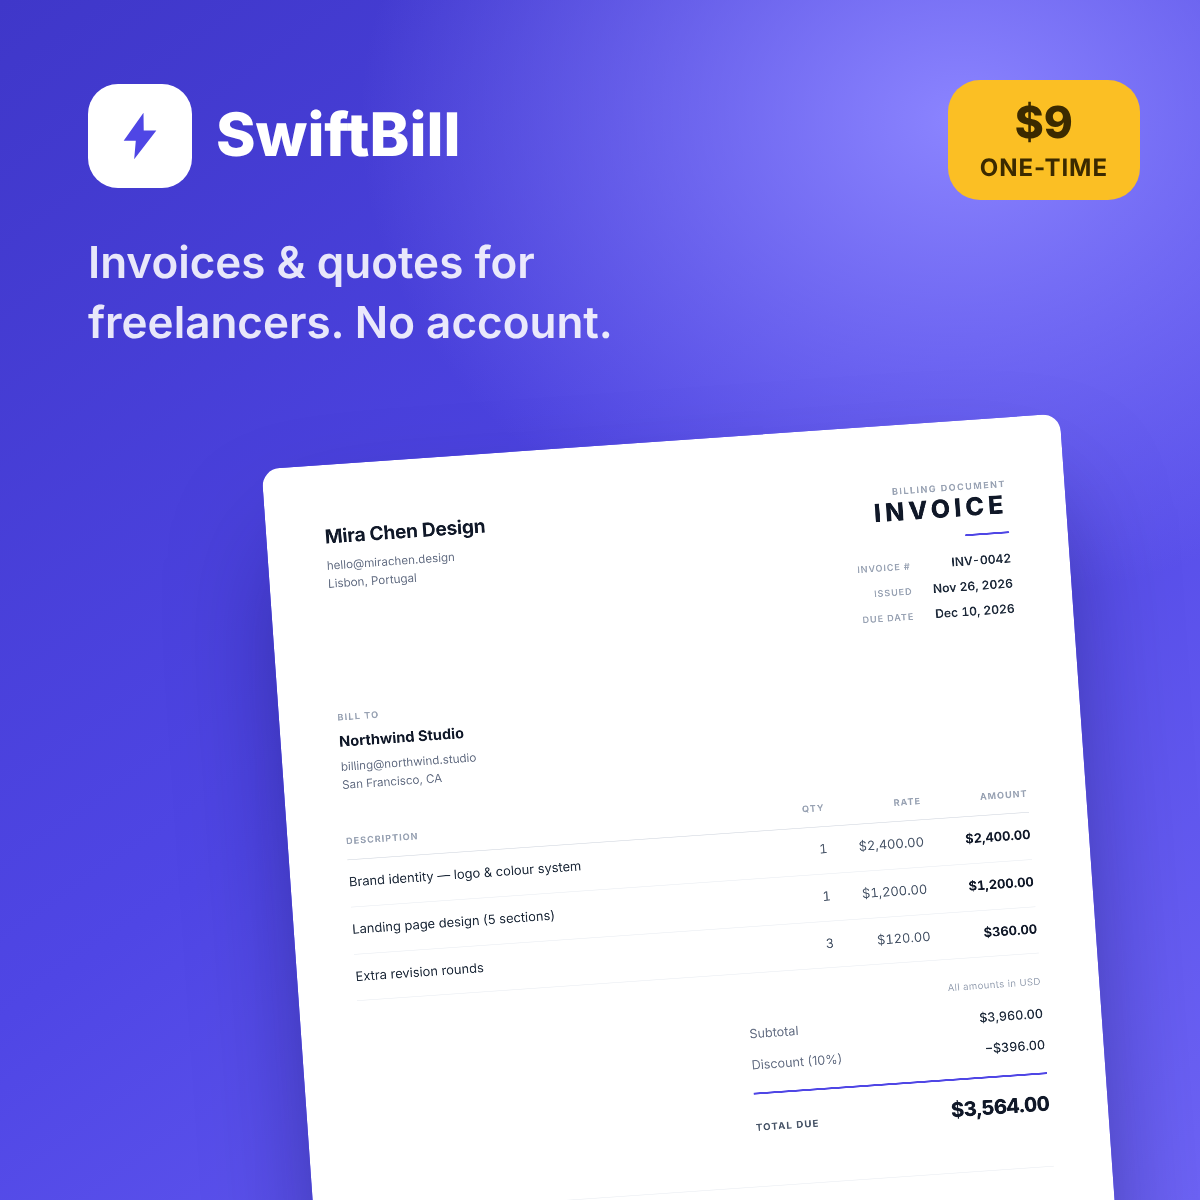 SwiftBill
$9
ONE-TIME
Invoices & quotes for
freelancers. No account.
BILLING DOCUMENT
INVOICE
Mira Chen Design
hello@mirachen.design
Lisbon, Portugal
INVOICE # INV-0042
ISSUED Nov 26, 2026
DUE DATE Dec 10, 2026
BILL TO
Northwind Studio
billing@northwind.studio
San Francisco, CA
DESCRIPTION QTY RATE AMOUNT
Brand identity — logo & colour system 1 $2,400.00 $2,400.00
Landing page design (5 sections) 1 $1,200.00 $1,200.00
Extra revision rounds 3 $120.00 $360.00
All amounts in USD
Subtotal $3,960.00
Discount (10%) −$396.00
TOTAL DUE $3,564.00